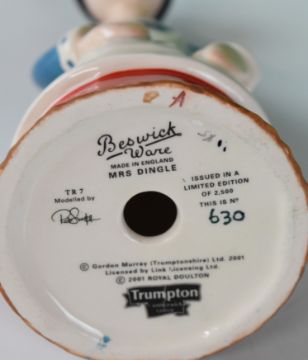 A
Beswick
Ware
MADE IN ENGLAND
MRS DINGLE
TR 7
Modelled by
ISSUED IN A
LIMITED EDITION
OF 2,500
THIS IS Nº
630
© Gordon Murray (Trumptonshire) Ltd. 2001
Licensed by Link Licensing Ltd.
© 2001 ROYAL DOULTON
Trumpton